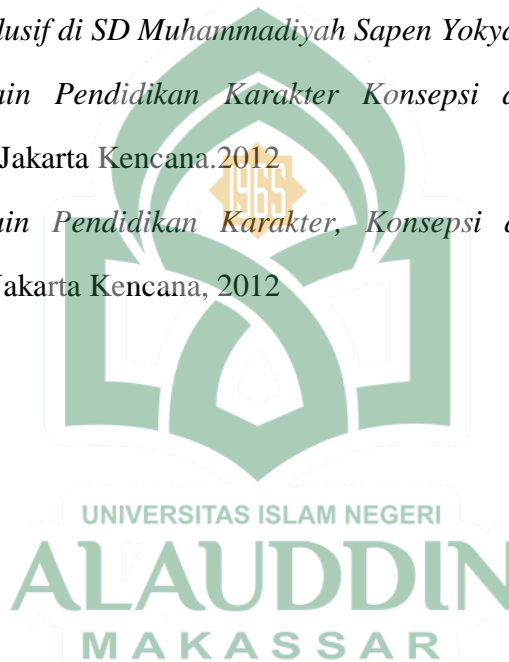 lusif di SD Muhammadiyah Sapen Yokya
ain Pendidikan Karakter Konsepsi
Jakarta Kencana.2012
1965
ain Pendidikan Karakter, Konsepsi
Jakarta Kencana, 2012
UNIVERSITAS ISLAM NEGERI
ALAUDDIN
MAKASSAR